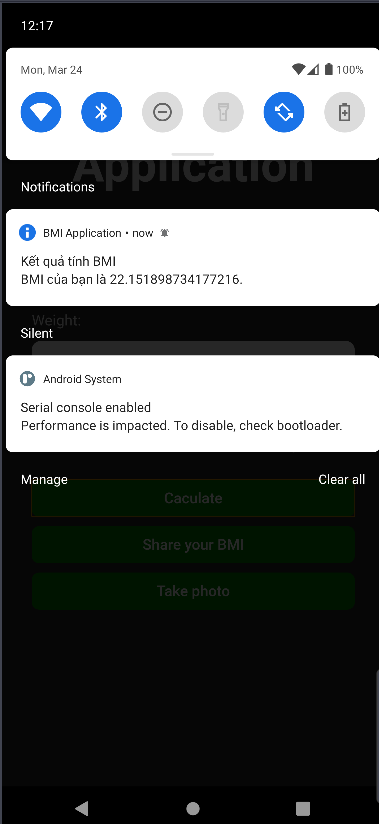 12:17
Mon, Mar 24
100%
Application
Notifications
BMI Application • now
Kết quả tính BMI
BMI của bạn là 22.151898734177216.
Weight:
Silent
Android System
Serial console enabled
Performance is impacted. To disable, check bootloader.
Manage
Clear all
Caculate
Share your BMI
Take photo